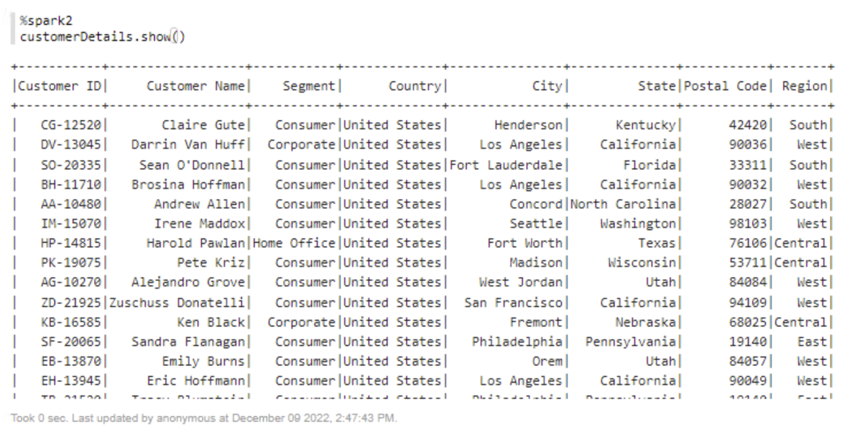 %spark2
customerDetails.show()
+-----------+-----------------+-----------+-------------+---------------+--------------+-----------+-------+
|Customer ID|    Customer Name|    Segment|      Country|           City|         State|Postal Code| Region|
+-----------+-----------------+-----------+-------------+---------------+--------------+-----------+-------+
|   CG-12520|      Claire Gute|   Consumer|United States|      Henderson|      Kentucky|      42420|  South|
|   DV-13045|  Darrin Van Huff|  Corporate|United States|    Los Angeles|    California|      90036|   West|
|   SO-20335|   Sean O'Donnell|   Consumer|United States|Fort Lauderdale|       Florida|      33311|  South|
|   BH-11710|  Brosina Hoffman|   Consumer|United States|    Los Angeles|    California|      90032|   West|
|   AA-10480|     Andrew Allen|   Consumer|United States|        Concord|North Carolina|      28027|  South|
|   IM-15070|     Irene Maddox|   Consumer|United States|        Seattle|    Washington|      98103|   West|
|   HP-14815|    Harold Pawlan|Home Office|United States|     Fort Worth|         Texas|      76106|Central|
|   PK-19075|        Pete Kriz|   Consumer|United States|        Madison|     Wisconsin|      53711|Central|
|   AG-10270|  Alejandro Grove|   Consumer|United States|    West Jordan|          Utah|      84084|   West|
|   ZD-21925|Zuschuss Donatelli|   Consumer|United States|  San Francisco|    California|      94109|   West|
|   KB-16585|        Ken Black|  Corporate|United States|        Fremont|      Nebraska|      68025|Central|
|   SF-20065|  Sandra Flanagan|   Consumer|United States|   Philadelphia|  Pennsylvania|      19140|   East|
|   EB-13870|      Emily Burns|   Consumer|United States|           Orem|          Utah|      84057|   West|
|   EH-13945|    Eric Hoffmann|   Consumer|United States|    Los Angeles|    California|      90049|   West|
Took 0 sec. Last updated by anonymous at December 09 2022, 2:47:43 PM.